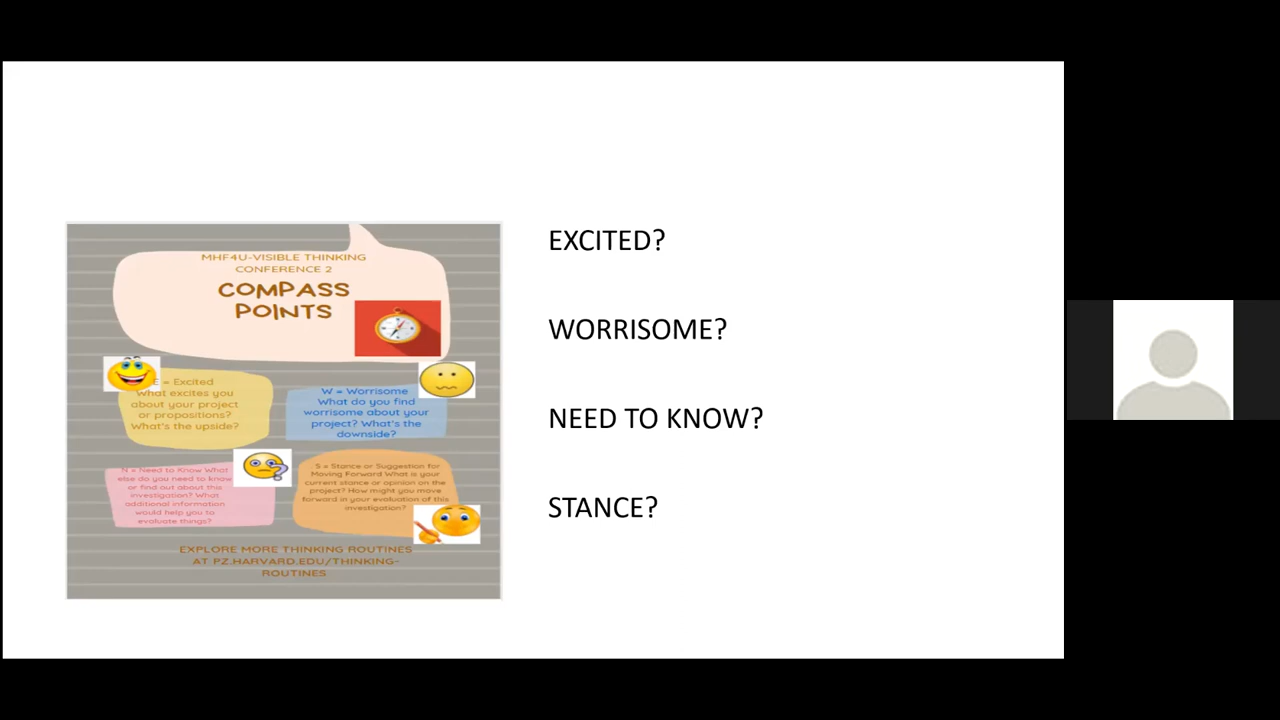 MHF4U-VISIBLE THINKING
CONFERENCE 2
COMPASS
POINTS
E = Excited
What excites you
about your project
or propositions?
What's the upside?
W = Worrisome
What do you find
worrisome about your
project? What's the
downside?
N = Need to Know What
else do you need to know
or find out about this
investigation? What
additional information
would help you to
evaluate things?
S = Stance or Suggestion for
Moving Forward What is your
current stance or opinion on the
project? How might you move
forward in your evaluation of this
investigation?
EXPLORE MORE THINKING ROUTINES
AT PZ.HARVARD.EDU/THINKING-
ROUTINES
EXCITED?
WORRISOME?
NEED TO KNOW?
STANCE?